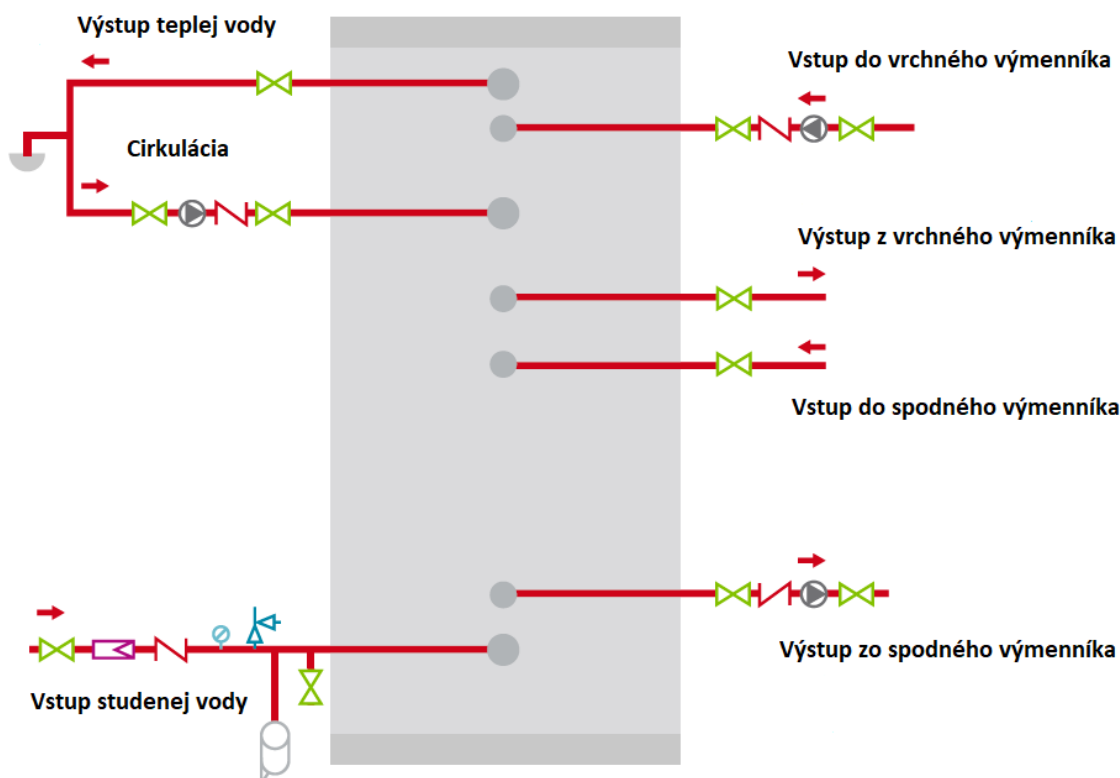 Výstup teplej vody
Vstup do vrchného výmenníka
Cirkulácia
Výstup z vrchného výmenníka
Vstup do spodného výmenníka
Výstup zo spodného výmenníka
Vstup studenej vody